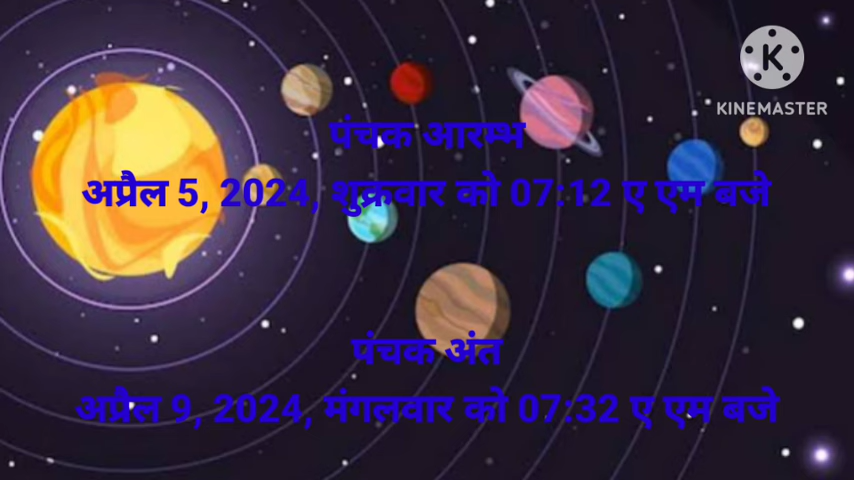 KINEMASTER
पंचक आरम्भ
अप्रैल 5, 2024, शुक्रवार को 07:12 ए एम बजे
पंचक अंत
अप्रैल 9, 2024, मंगलवार को 07:32 ए एम बजे